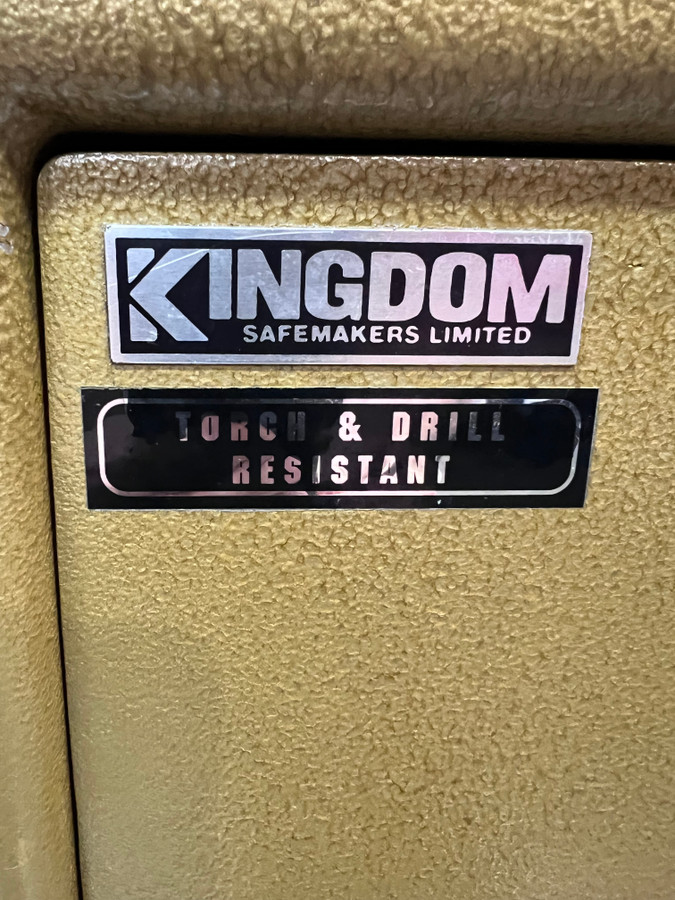 KINGDOM
SAFEMAKERS LIMITED
TORCH & DRILL
RESISTANT